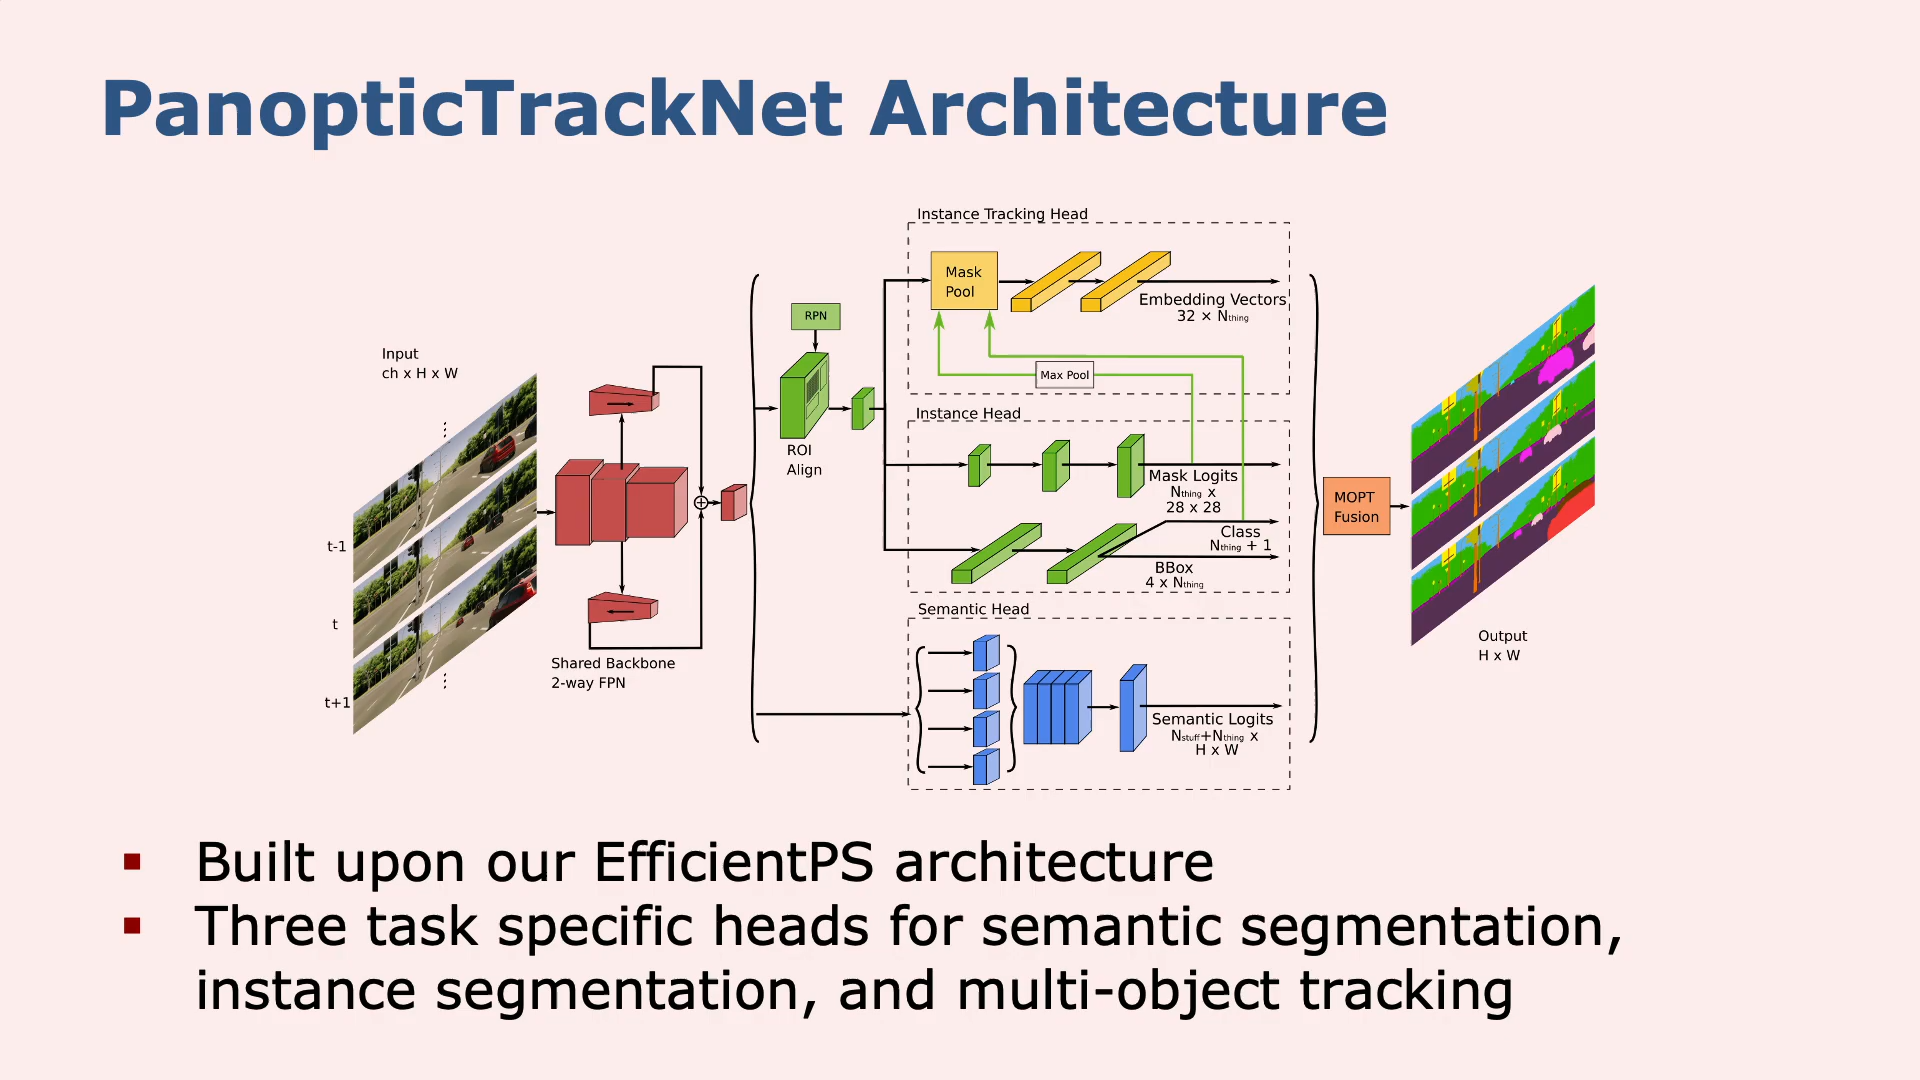 PanopticTrackNet Architecture
Input
ch x H x W
t-1
t
t+1
Shared Backbone
2-way FPN
RPN
ROI
Align
Instance Tracking Head
Mask
Pool
Embedding Vectors
32 × Nthing
Max Pool
Instance Head
Mask Logits
Nthing x
28 x 28
Class
Nthing + 1
BBox
4 x Nthing
Semantic Head
Semantic Logits
Nstuff+Nthing x
H x W
MOPT
Fusion
Output
H x W
▪ Built upon our EfficientPS architecture
▪ Three task specific heads for semantic segmentation,
instance segmentation, and multi-object tracking